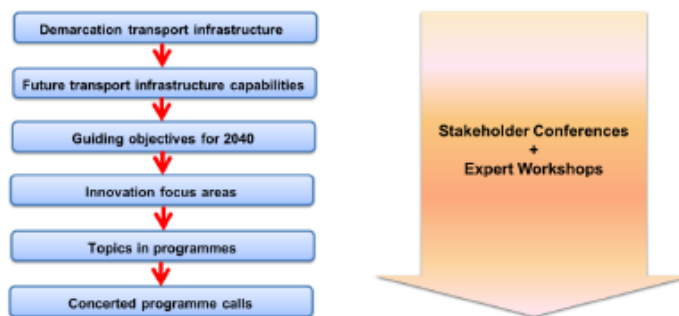 Demarcation transport infrastructure
Future transport infrastructure capabilities
Guiding objectives for 2040
Innovation focus areas
Topics in programmes
Concerted programme calls
Stakeholder Conferences
+
Expert Workshops